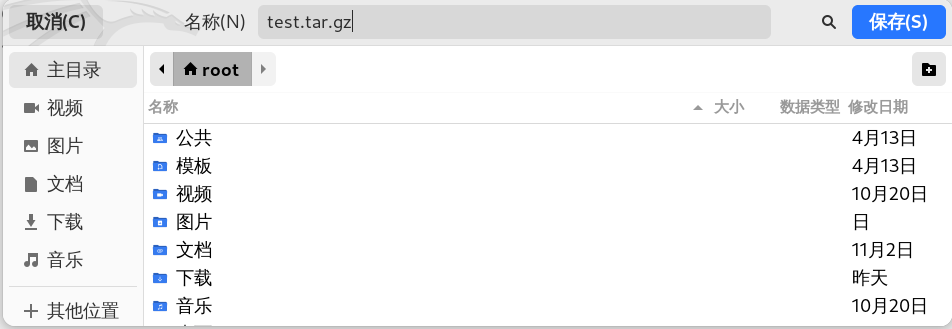 取消(C) 名称(N) test.tar.gz 保存(S)
主目录 root
名称 大小 数据类型 修改日期
视频
图片
文档
下载
音乐
其他位置
公共 4月13日
模板 4月13日
视频 10月20日
图片 日
文档 11月2日
下载 昨天
音乐 10月20日